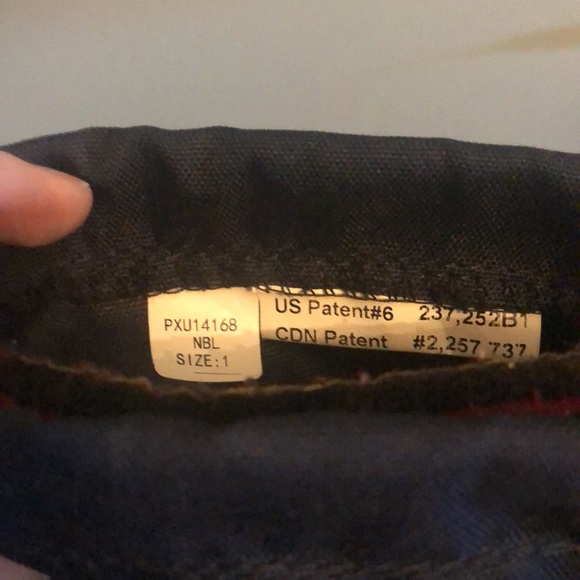 PXU14168
NBL
SIZE:1
US Patent#6 237,252B1
CDN Patent #2,257,737